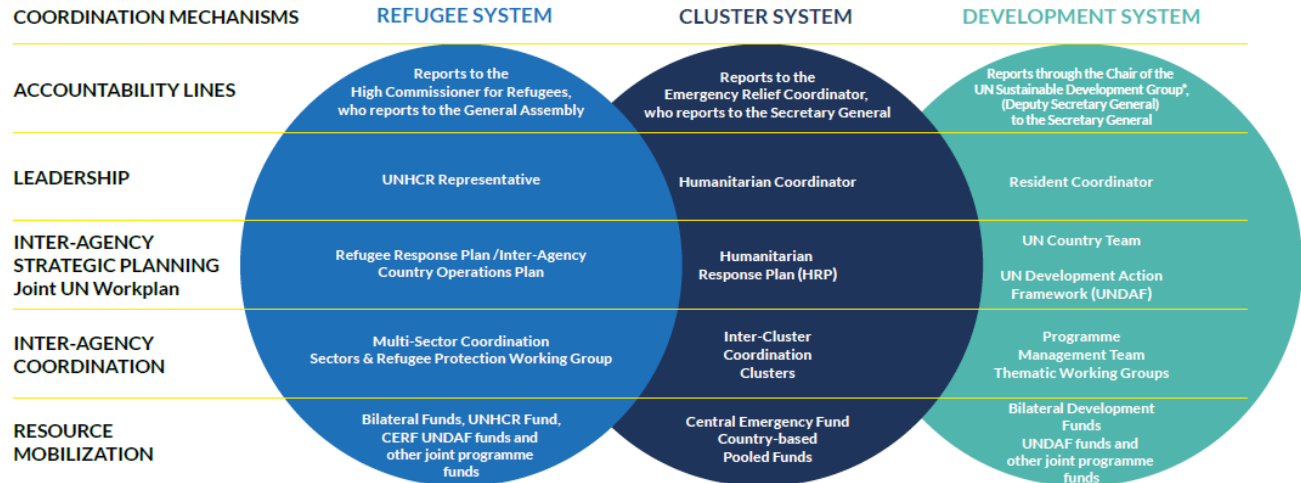 COORDINATION MECHANISMS
REFUGEE SYSTEM
CLUSTER SYSTEM
DEVELOPMENT SYSTEM
ACCOUNTABILITY LINES
Reports to the
High Commissioner for Refugees,
who reports to the General Assembly
Reports to the
Emergency Relief Coordinator,
who reports to the Secretary General
Reports through the Chair of the
UN Sustainable Development Group*,
(Deputy Secretary General)
to the Secretary General
LEADERSHIP
UNHCR Representative
Humanitarian Coordinator
Resident Coordinator
INTER-AGENCY
STRATEGIC PLANNING
Joint UN Workplan
Refugee Response Plan /Inter-Agency
Country Operations Plan
Humanitarian
Response Plan (HRP)
UN Country Team
UN Development Action
Framework (UNDAF)
INTER-AGENCY
COORDINATION
Multi-Sector Coordination
Sectors & Refugee Protection Working Group
Inter-Cluster
Coordination
Clusters
Programme
Management Team
Thematic Working Groups
RESOURCE
MOBILIZATION
Bilateral Funds, UNHCR Fund,
CERF UNDAF funds and
other joint programme
funds
Central Emergency Fund
Country-based
Pooled Funds
Bilateral Development
Funds
UNDAF funds and
other joint programme
funds